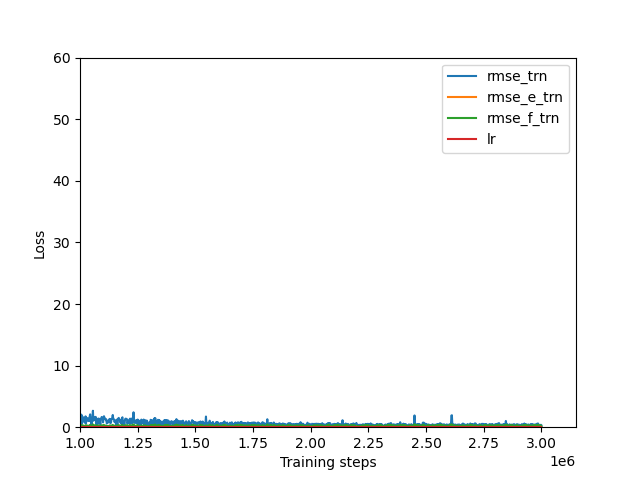 60
50
40
30
20
10
0
Loss
rmse_trn
rmse_e_trn
rmse_f_trn
lr
1.00 1.25 1.50 1.75 2.00 2.25 2.50 2.75 3.00
1e6
Training steps